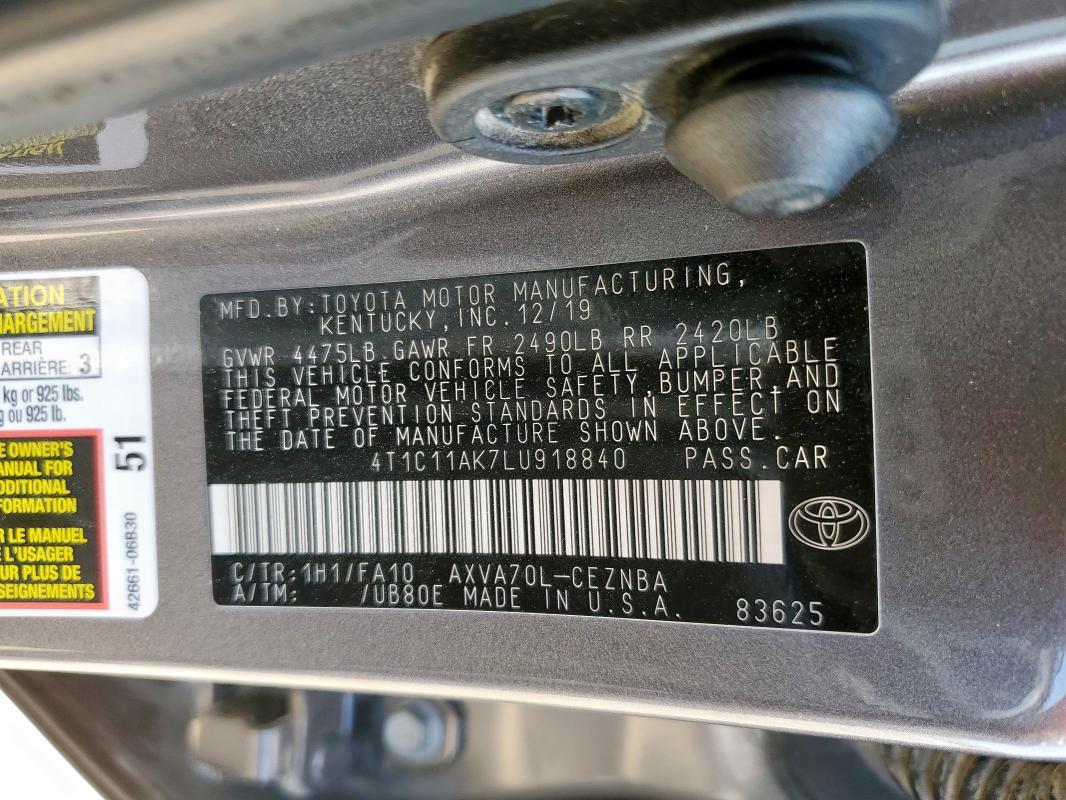 ATION
HARGEMENT
REAR
ARRIÈRE: 3
kg or 925 lbs.
g ou 925 lb.
E OWNER'S
ANUAL FOR
DDITIONAL
FORMATION
R LE MANUEL
E L'USAGER
UR PLUS DE
SEIGNEMENTS
51
42661-06B30
MFD.BY:TOYOTA MOTOR MANUFACTURING,
KENTUCKY,INC.12/19
GVWR 4475LB.GAWR FR 2490LB RR 2420LB
THIS VEHICLE CONFORMS TO ALL APPLICABLE
FEDERAL MOTOR VEHICLE SAFETY,BUMPER,AND
THEFT PREVENTION STANDARDS IN EFFECT ON
THE DATE OF MANUFACTURE SHOWN ABOVE.
4T1C11AK7LU918840 PASS.CAR
C/TR:1H1/FA10 AXVA70L-CEZNBA
A/TM: /UB80E MADE IN U.S.A. 83625